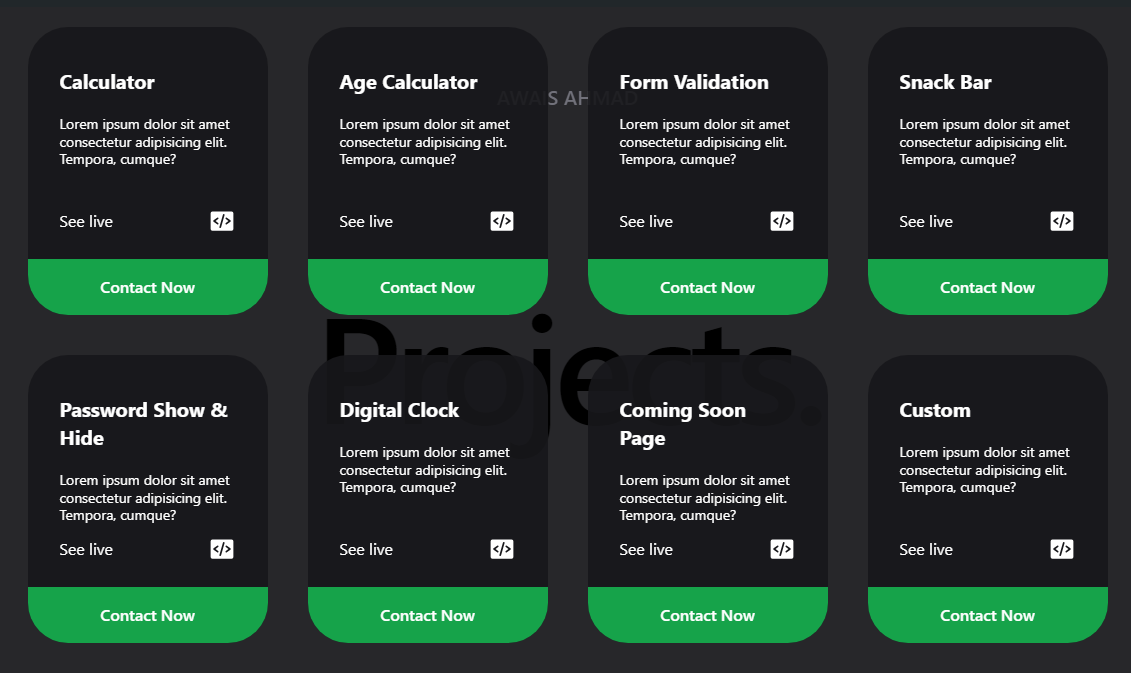 AWAIS AHMAD
Projects.
Calculator
Lorem ipsum dolor sit amet
consectetur adipisicing elit.
Tempora, cumque?
See live
</>
Contact Now
Age Calculator
Lorem ipsum dolor sit amet
consectetur adipisicing elit.
Tempora, cumque?
See live
</>
Contact Now
Form Validation
Lorem ipsum dolor sit amet
consectetur adipisicing elit.
Tempora, cumque?
See live
</>
Contact Now
Snack Bar
Lorem ipsum dolor sit amet
consectetur adipisicing elit.
Tempora, cumque?
See live
</>
Contact Now
Password Show &
Hide
Lorem ipsum dolor sit amet
consectetur adipisicing elit.
Tempora, cumque?
See live
</>
Contact Now
Digital Clock
Lorem ipsum dolor sit amet
consectetur adipisicing elit.
Tempora, cumque?
See live
</>
Contact Now
Coming Soon
Page
Lorem ipsum dolor sit amet
consectetur adipisicing elit.
Tempora, cumque?
See live
</>
Contact Now
Custom
Lorem ipsum dolor sit amet
consectetur adipisicing elit.
Tempora, cumque?
See live
</>
Contact Now